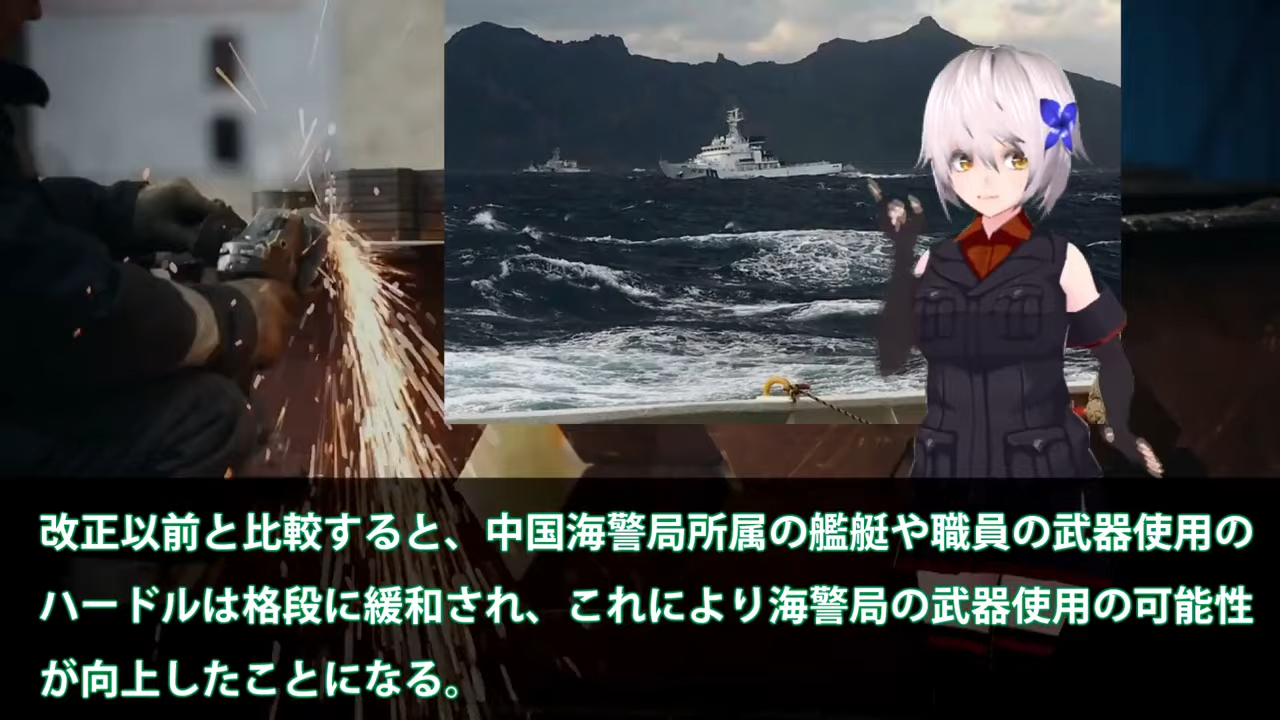 改正以前と比較すると、中国海警局所属の艦艇や職員の武器使用の
ハードルは格段に緩和され、これにより海警局の武器使用の可能性
が向上したことになる。